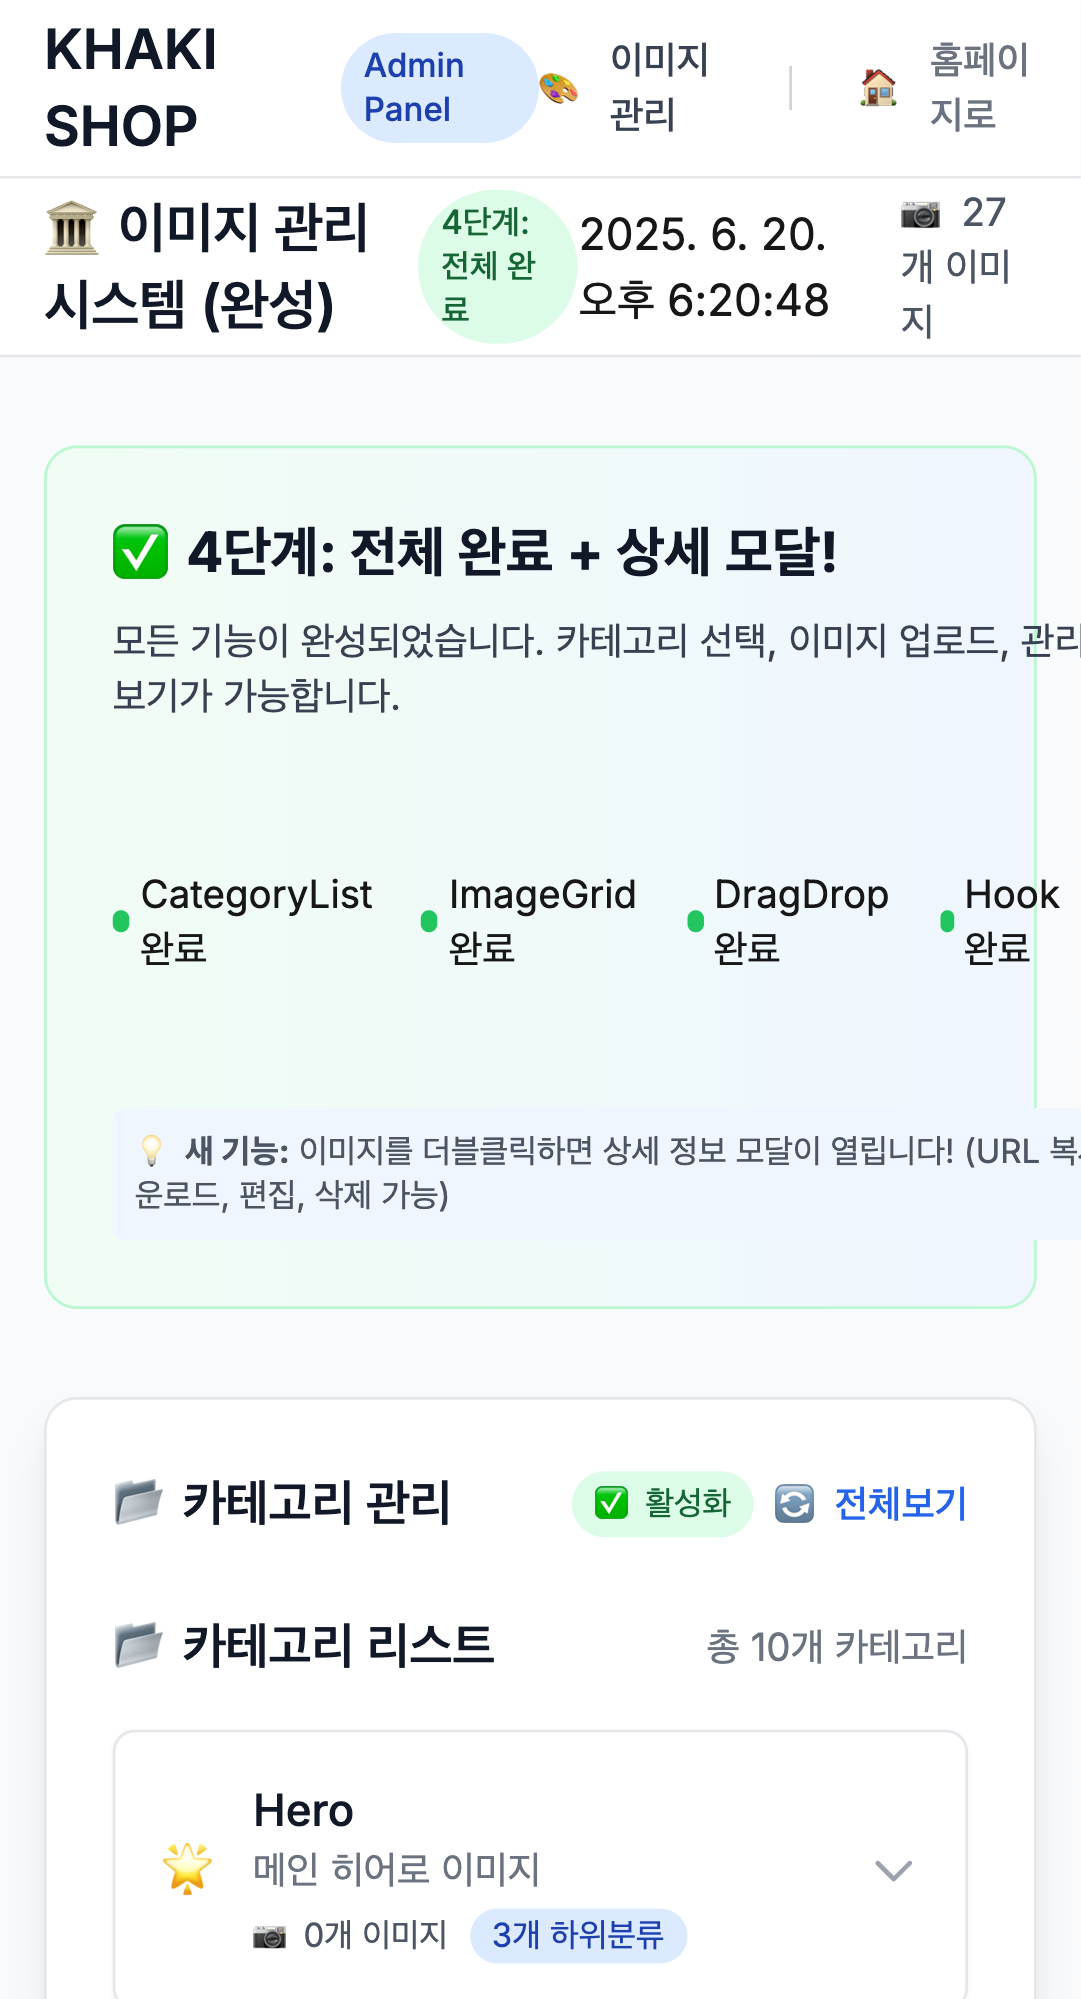 KHAKI
SHOP
Admin
Panel
이미지
관리
홈페이
지로
이미지 관리
시스템 (완성)
4단계:
전체 완
료
2025. 6. 20.
오후 6:20:48
27
개 이미
지
4단계: 전체 완료 + 상세 모달!
모든 기능이 완성되었습니다. 카테고리 선택, 이미지 업로드, 관리
보기가 가능합니다.
CategoryList
완료
ImageGrid
완료
DragDrop
완료
Hook
완료
새 기능: 이미지를 더블클릭하면 상세 정보 모달이 열립니다! (URL 복
운로드, 편집, 삭제 가능)
카테고리 관리
활성화
전체보기
카테고리 리스트
총 10개 카테고리
Hero
메인 히어로 이미지
0개 이미지
3개 하위분류